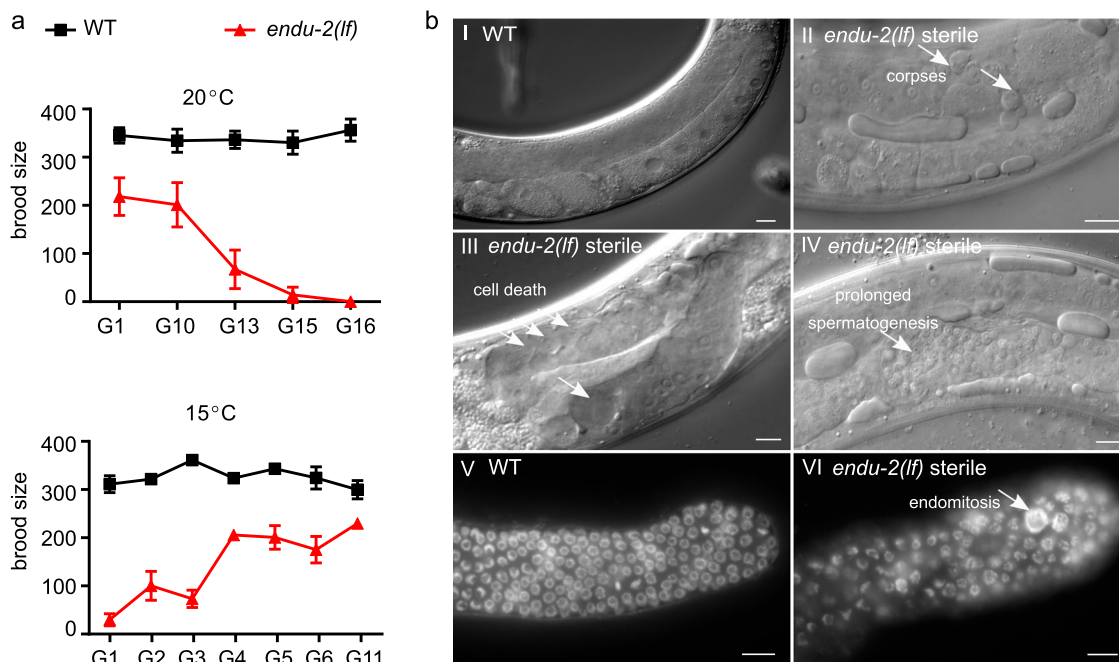 a
WT
endu-2(lf)
20°C
brood size
400
300
200
100
0
G1 G10 G13 G15 G16
15°C
brood size
400
300
200
100
0
G1 G2 G3 G4 G5 G6 G11
b
I WT
II endu-2(lf) sterile
corpses
III endu-2(lf) sterile
cell death
IV endu-2(lf) sterile
prolonged
spermatogenesis
V WT
VI endu-2(lf) sterile
endomitosis